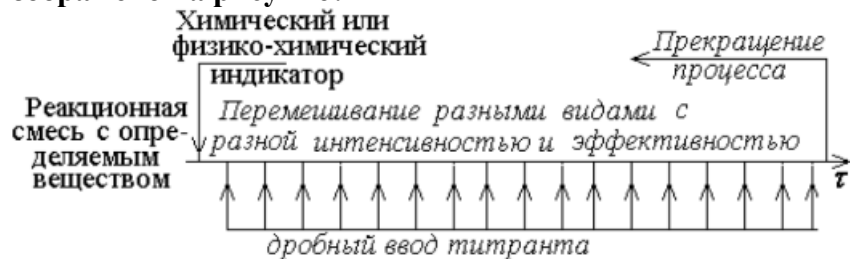 Химический или
физико-химический
индикатор
Прекращение
процесса
Реакционная
смесь с опре-
деляемым
веществом
Перемешивание разными видами с
разной интенсивностью и эффективностью
τ
дробный ввод титранта